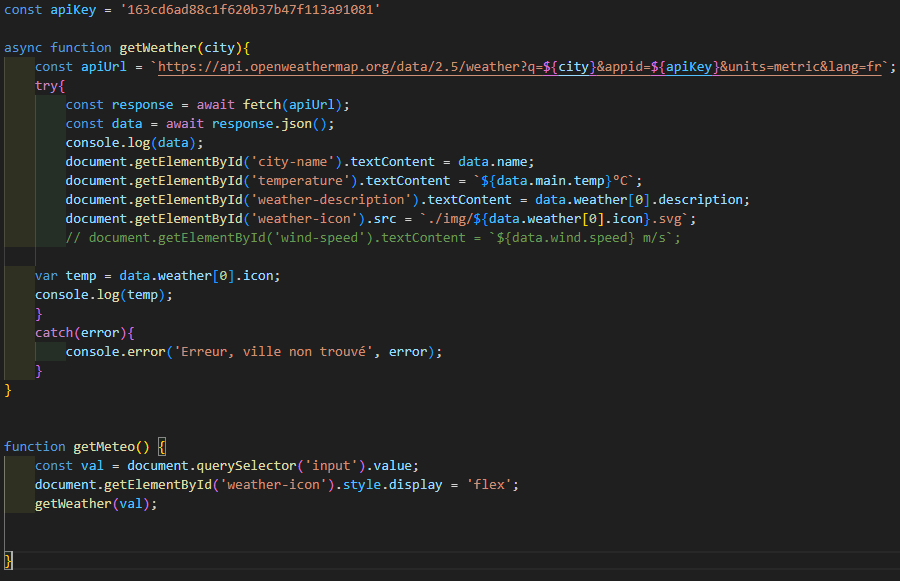 const apiKey = '163cd6ad88c1f620b37b47f113a91081'
async function getWeather(city){
const apiUrl = `https://api.openweathermap.org/data/2.5/weather?q=${city}&appid=${apiKey}&units=metric&lang=fr`;
try{
const response = await fetch(apiUrl);
const data = await response.json();
console.log(data);
document.getElementById('city-name').textContent = data.name;
document.getElementById('temperature').textContent = `${data.main.temp}°C`;
document.getElementById('weather-description').textContent = data.weather[0].description;
document.getElementById('weather-icon').src = `./img/${data.weather[0].icon}.svg`;
// document.getElementById('wind-speed').textContent = `${data.wind.speed} m/s`;
var temp = data.weather[0].icon;
console.log(temp);
}
catch(error){
console.error('Erreur, ville non trouvé', error);
}
}
function getMeteo() {
const val = document.querySelector('input').value;
document.getElementById('weather-icon').style.display = 'flex';
getWeather(val);
}